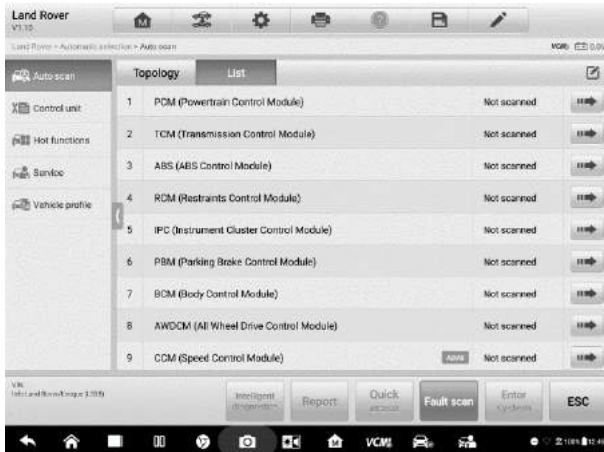 Land Rover
V1.10
Land Rover > Automatic selection > Auto scan
VCMI
Auto scan
Topology
List
Control unit
Hot functions
Service
Vehicle profile
1 PCM (Powertrain Control Module) Not scanned
2 TCM (Transmission Control Module) Not scanned
3 ABS (ABS Control Module) Not scanned
4 RCM (Restraints Control Module) Not scanned
5 IPC (Instrument Cluster Control Module) Not scanned
6 PBM (Parking Brake Control Module) Not scanned
7 BCM (Body Control Module) Not scanned
8 AWDCM (All Wheel Drive Control Module) Not scanned
9 CCM (Speed Control Module) ADAS Not scanned
VIN:
Intelligent
diagnostics
Report
Quick
erase
Fault scan
Enter
system
ESC
VCMI